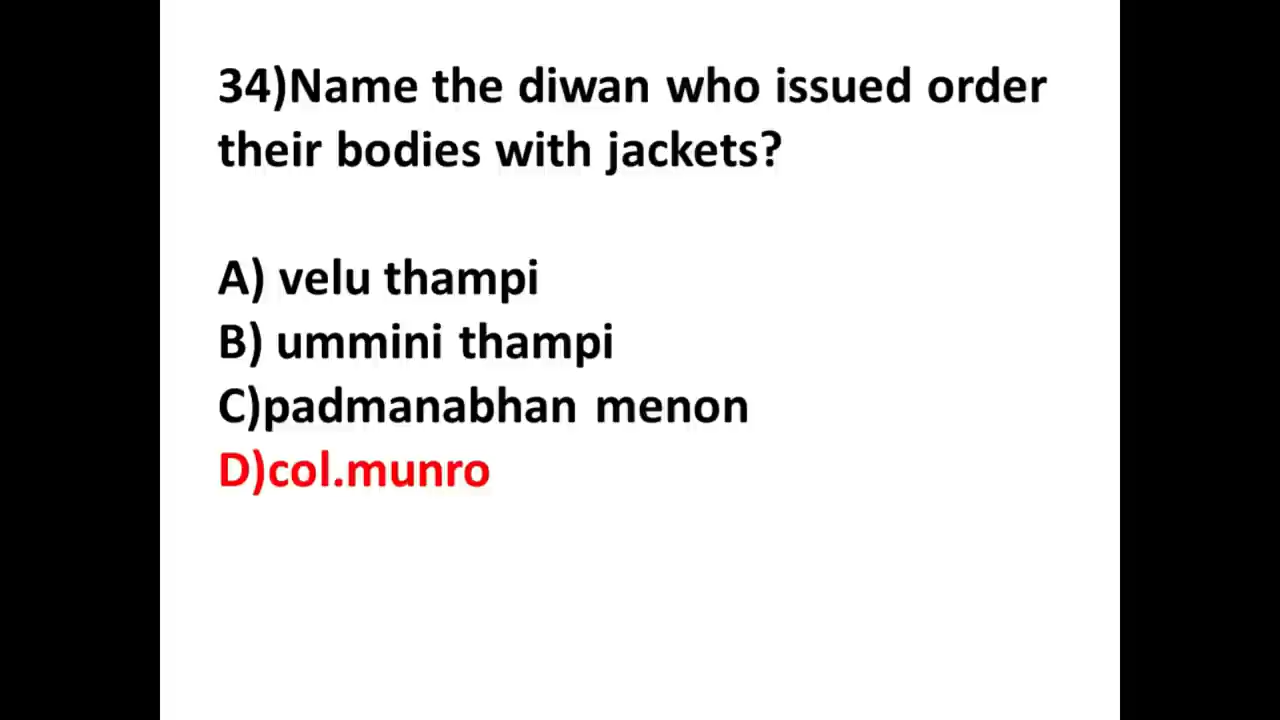 34)Name the diwan who issued order
their bodies with jackets?
A) velu thampi
B) ummini thampi
C)padmanabhan menon
D)col.munro